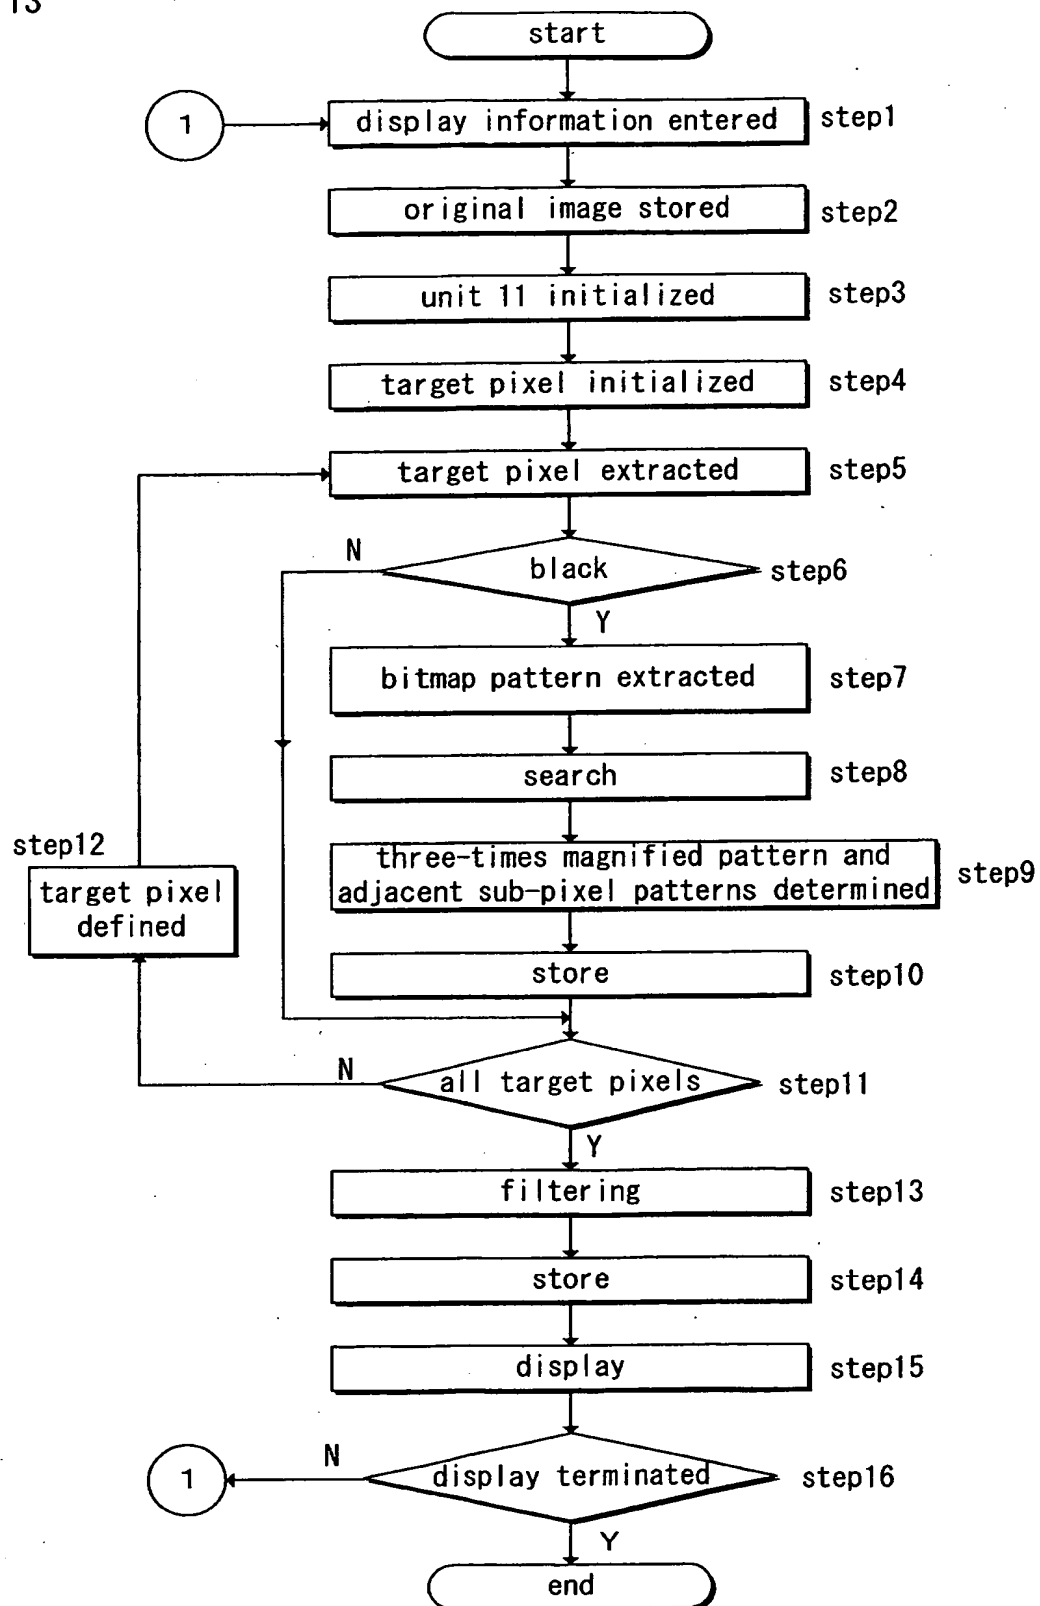 13
start
1
display information entered
step1
original image stored
step2
unit 11 initialized
step3
target pixel initialized
step4
target pixel extracted
step5
N
black
step6
Y
bitmap pattern extracted
step7
search
step8
step12
target pixel
defined
three-times magnified pattern and
adjacent sub-pixel patterns determined
step9
store
step10
N
all target pixels
step11
Y
filtering
step13
store
step14
display
step15
1
N
display terminated
step16
Y
end